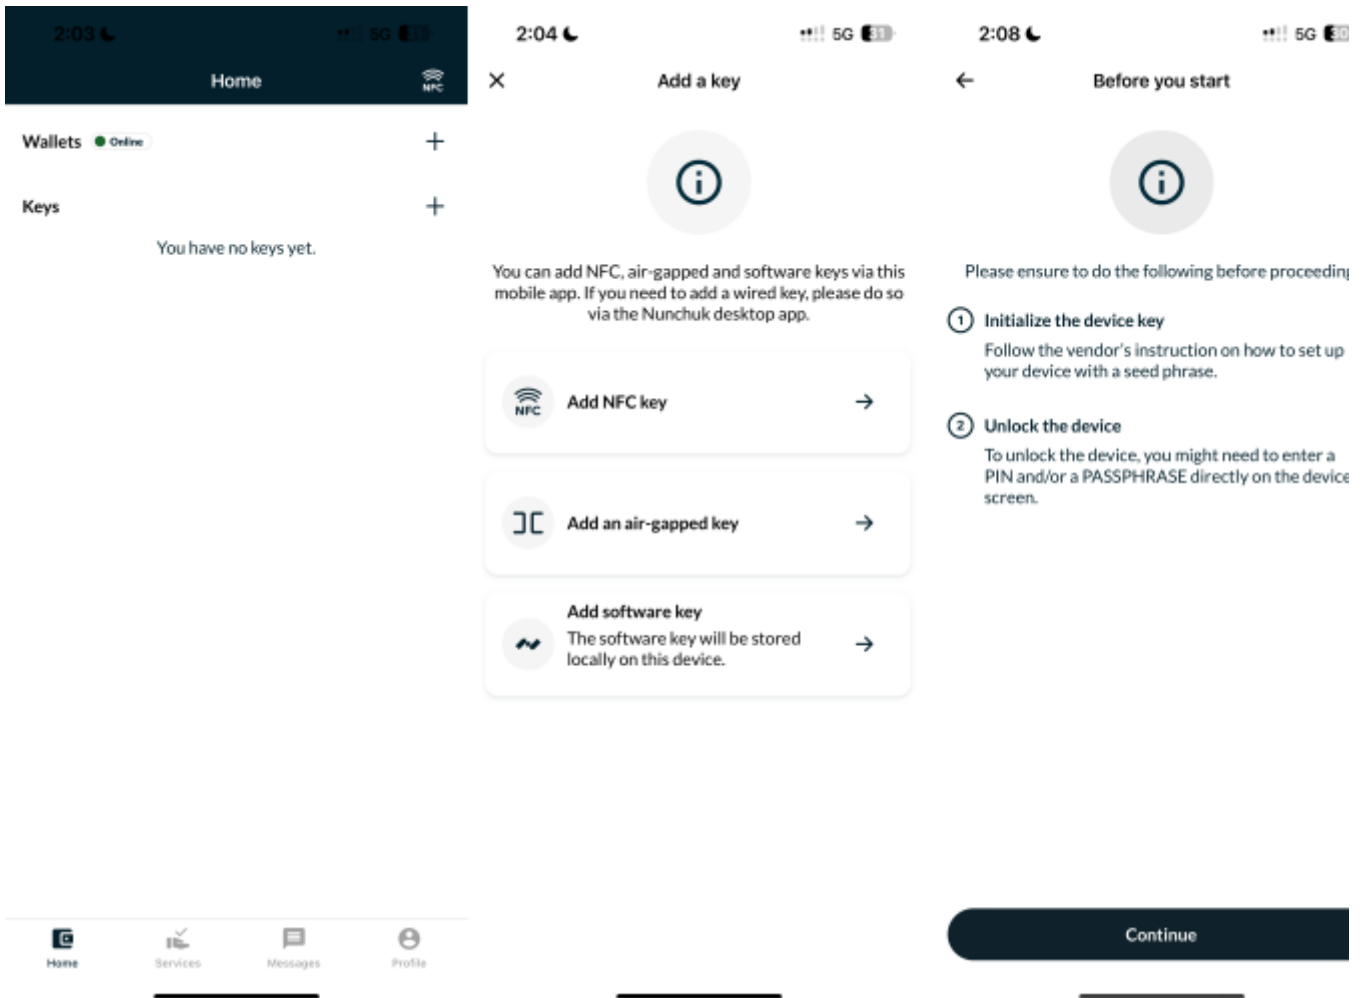 2:03
5G
Home
NFC
Wallets
Online
Keys
You have no keys yet.
Home
Services
Messages
Profile
2:04
5G 31
Add a key
You can add NFC, air-gapped and software keys via this
mobile app. If you need to add a wired key, please do so
via the Nunchuk desktop app.
NFC
Add NFC key
Add an air-gapped key
Add software key
The software key will be stored
locally on this device.
2:08
5G 30
Before you start
Please ensure to do the following before proceeding
1 Initialize the device key
Follow the vendor's instruction on how to set up
your device with a seed phrase.
2 Unlock the device
To unlock the device, you might need to enter a
PIN and/or a PASSPHRASE directly on the device
screen.
Continue